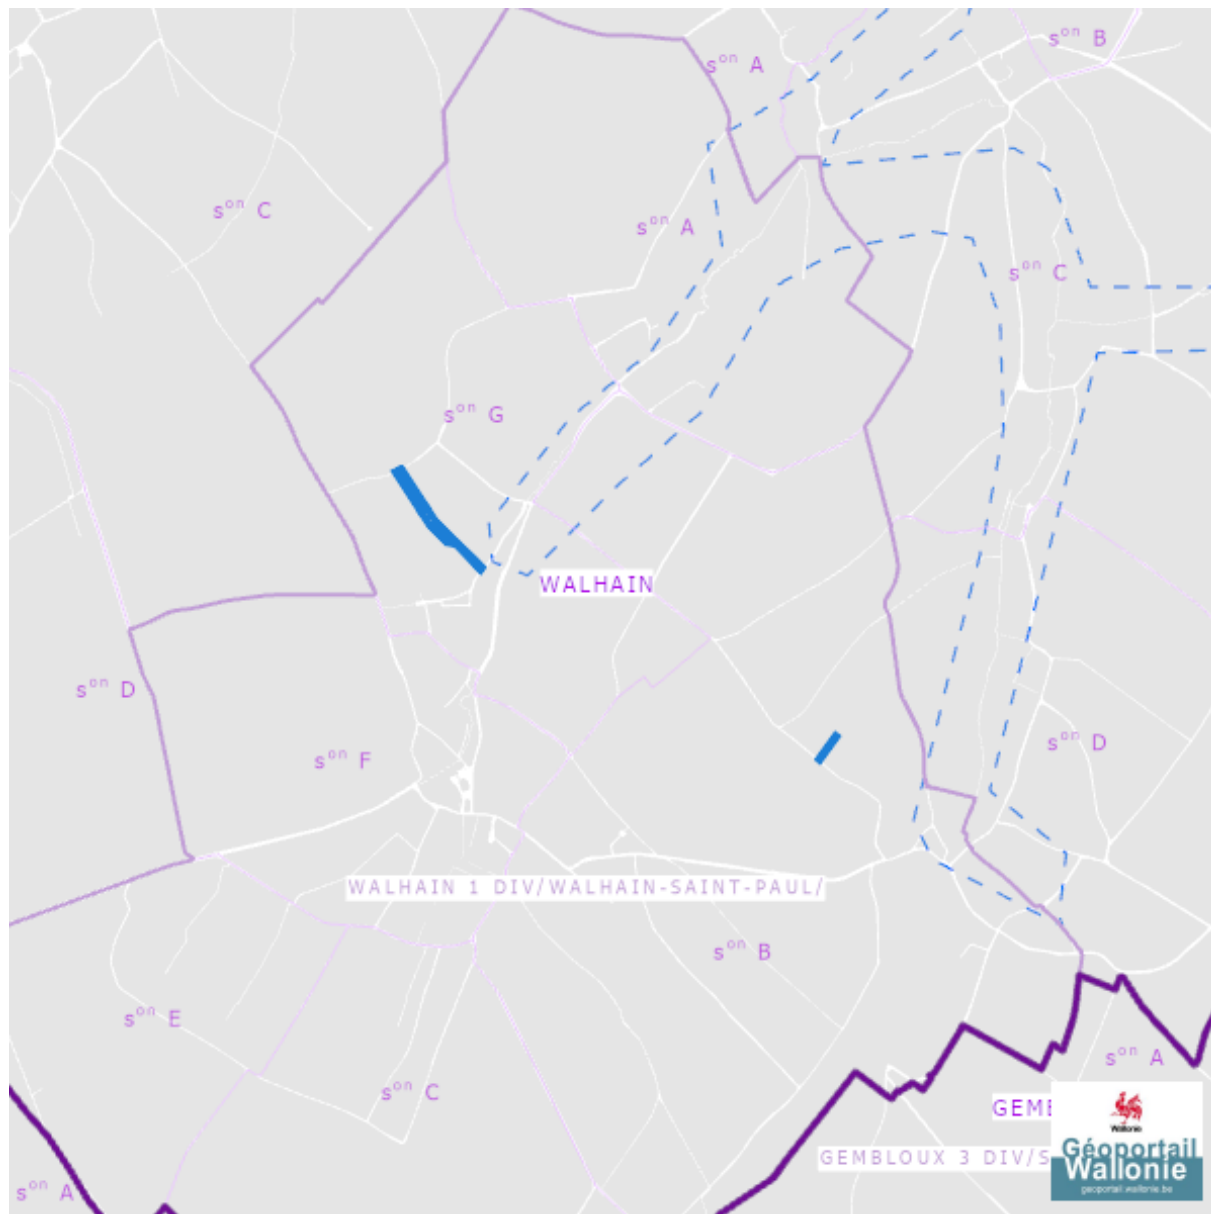 sᵒⁿ B
sᵒⁿ A
sᵒⁿ C
sᵒⁿ A
sᵒⁿ C
sᵒⁿ G
WALHAIN
sᵒⁿ D
sᵒⁿ D
sᵒⁿ F
WALHAIN 1 DIV/WALHAIN-SAINT-PAUL/
sᵒⁿ B
sᵒⁿ E
sᵒⁿ A
sᵒⁿ C
GEMB
Wallonie
Géoportail
Wallonie
geoportail.wallonie.be
GEMBLOUX 3 DIV/S
sᵒⁿ A